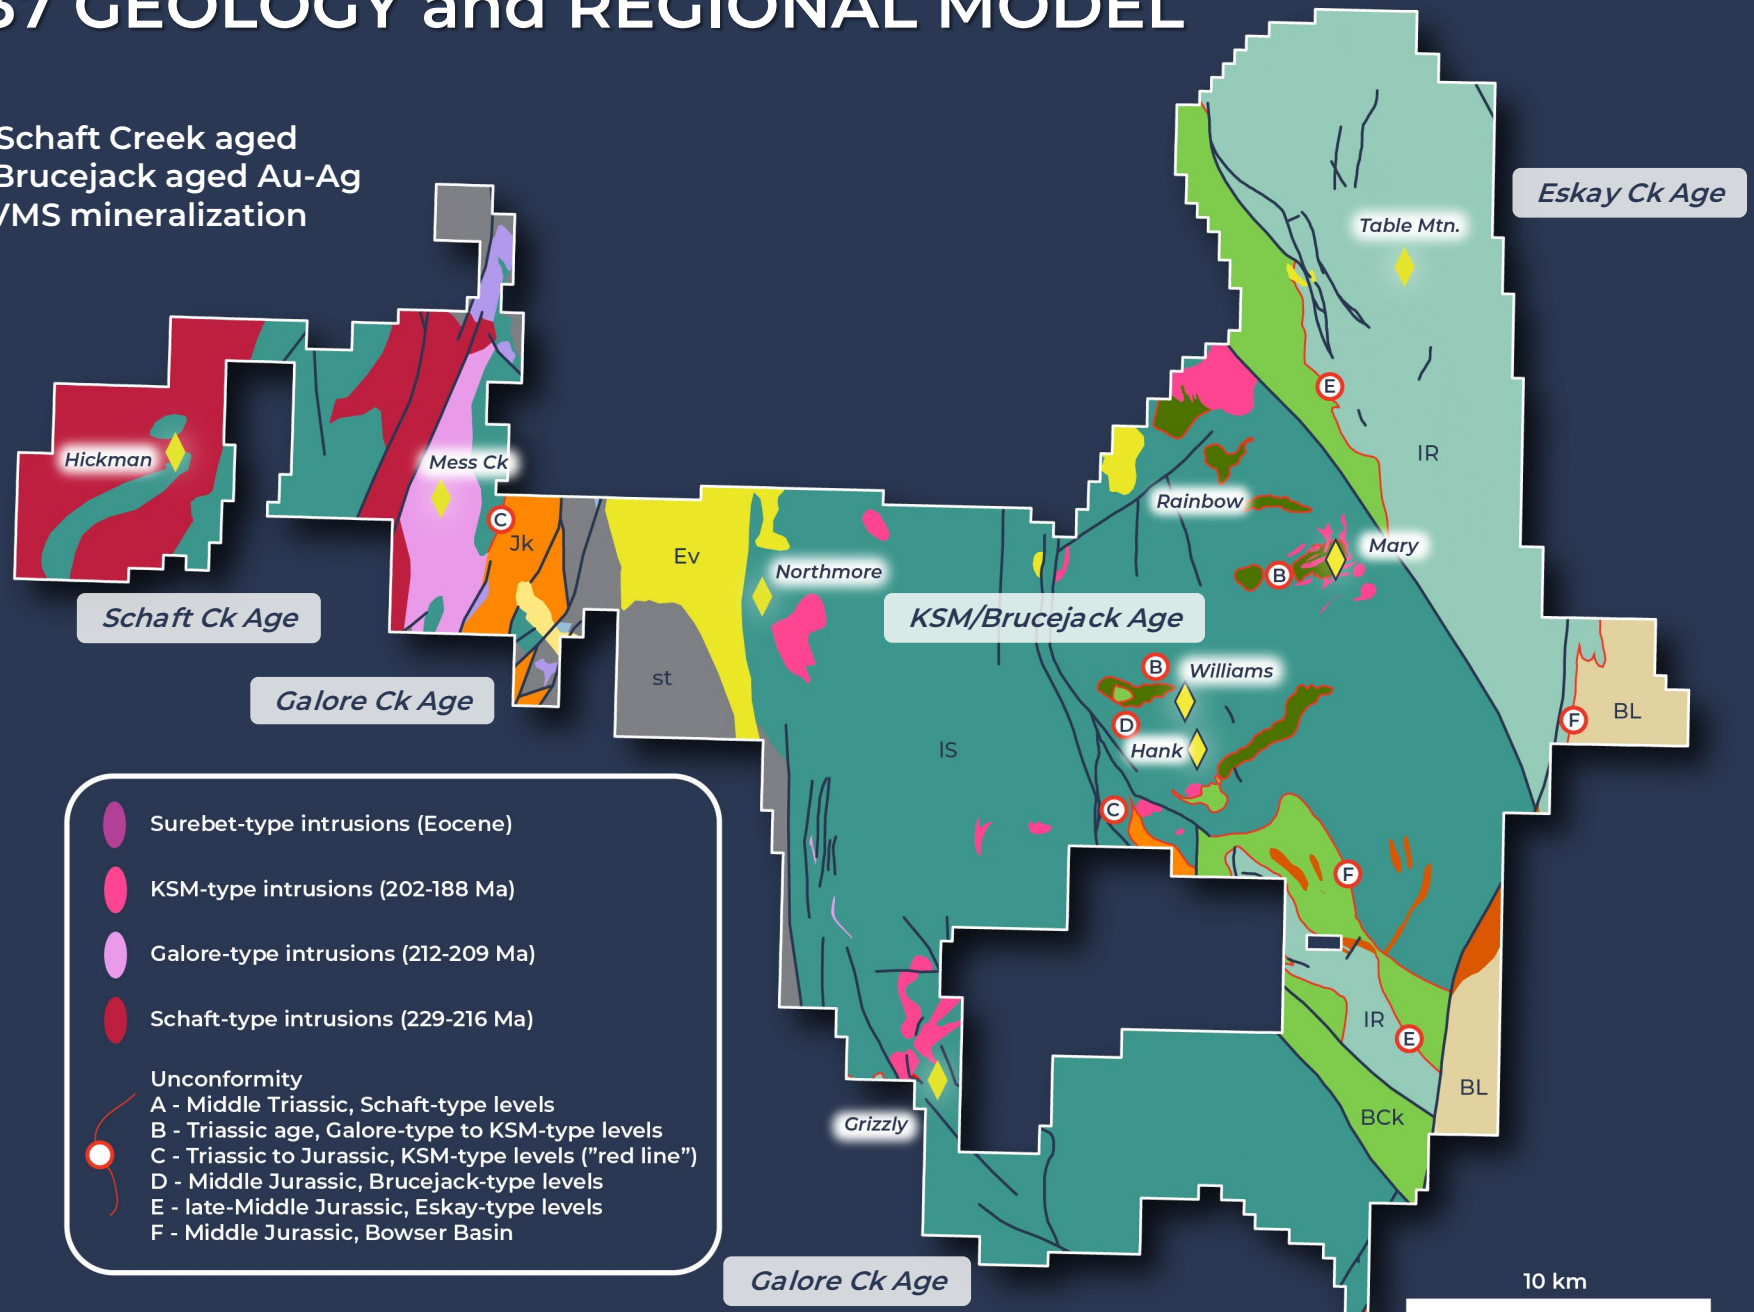 57 GEOLOGY and REGIONAL MODEL
Schaft Creek aged
Brucejack aged Au-Ag
VMS mineralization
Eskay Ck Age
Table Mtn.
E
IR
Hickman
Mess Ck
C
Jk
Rainbow
Mary
B
Ev
Northmore
Schaft Ck Age
KSM/Brucejack Age
st
B
Williams
Galore Ck Age
D
Hank
F
BL
IS
C
F
IR
E
BL
BCk
Grizzly
Surebet-type intrusions (Eocene)
KSM-type intrusions (202-188 Ma)
Galore-type intrusions (212-209 Ma)
Schaft-type intrusions (229-216 Ma)
Unconformity
A - Middle Triassic, Schaft-type levels
B - Triassic age, Galore-type to KSM-type levels
C - Triassic to Jurassic, KSM-type levels (”red line”)
D - Middle Jurassic, Brucejack-type levels
E - late-Middle Jurassic, Eskay-type levels
F - Middle Jurassic, Bowser Basin
Galore Ck Age
10 km